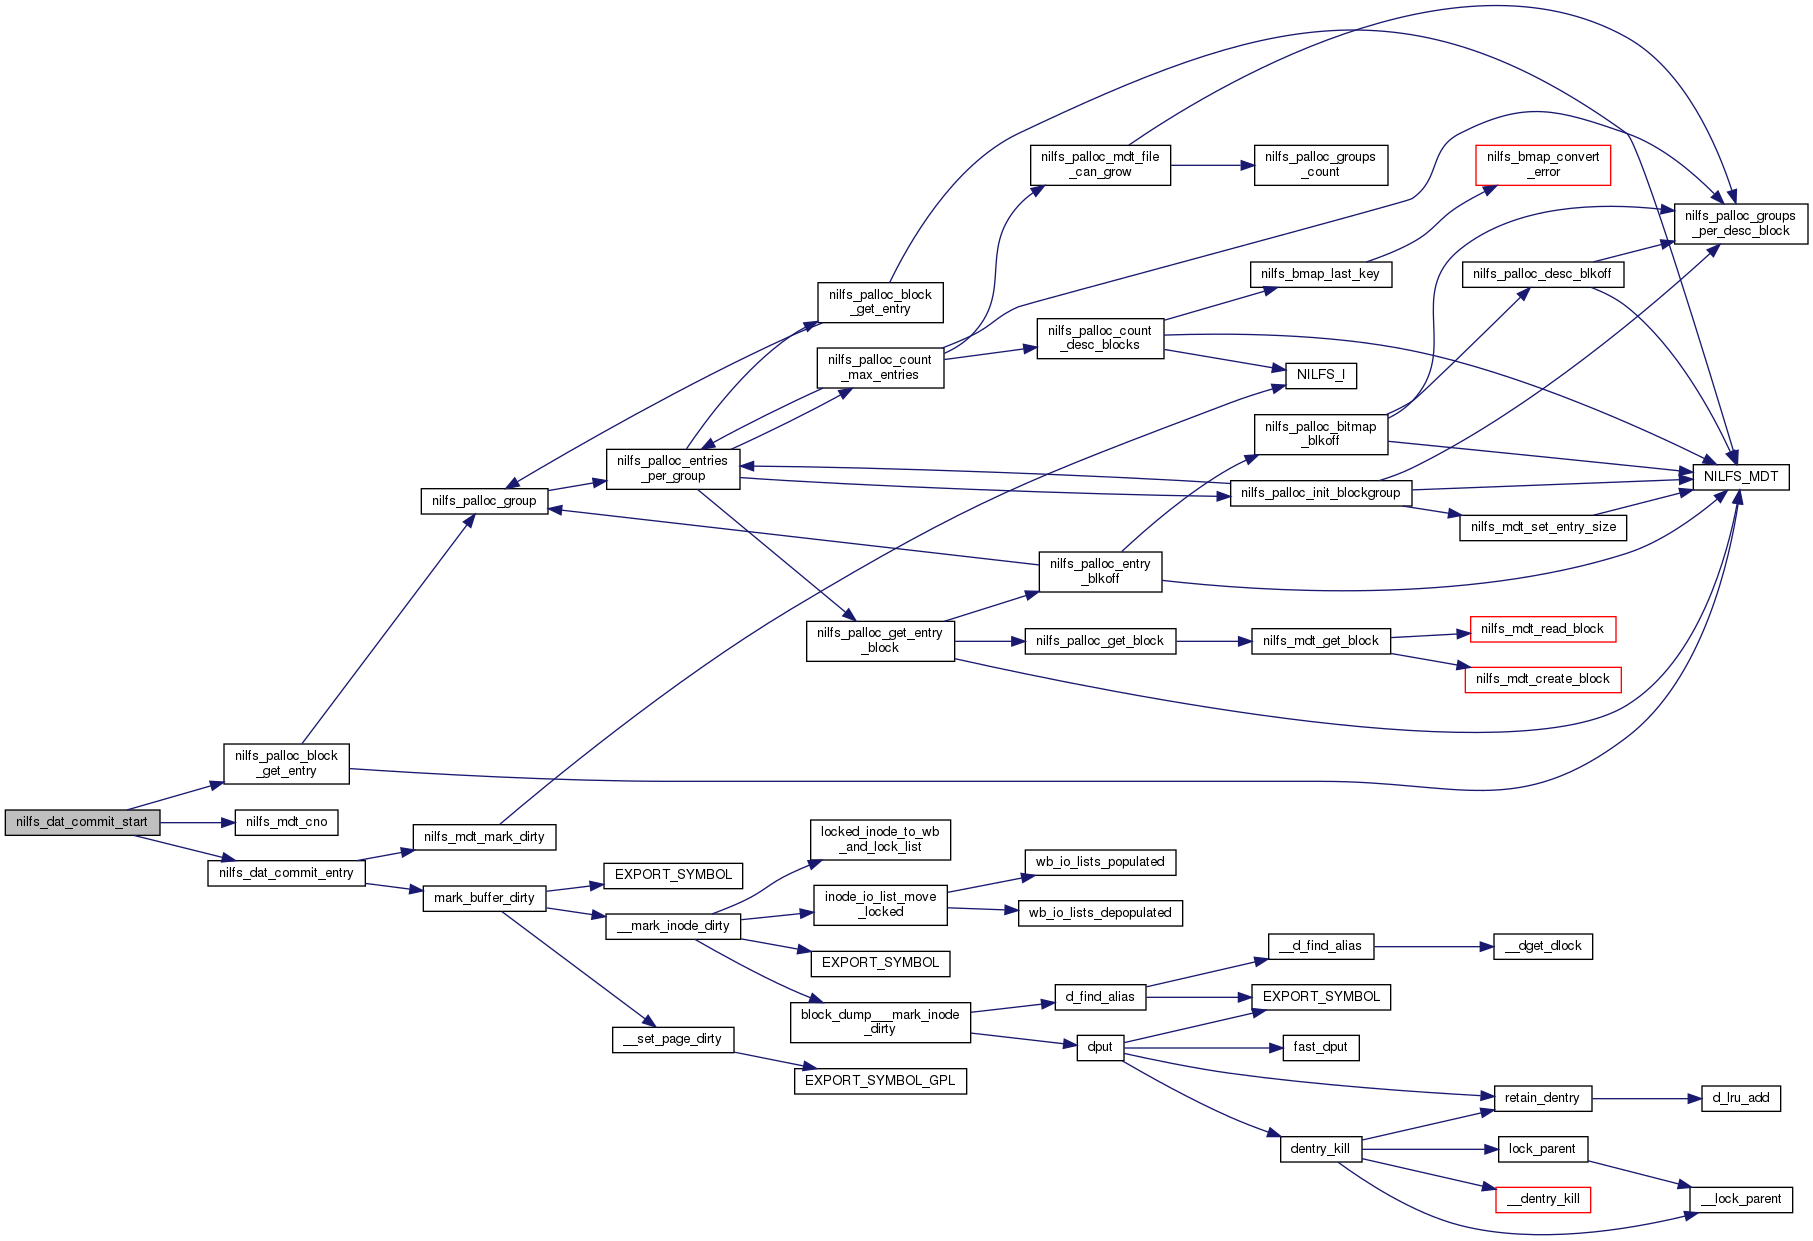 nilfs_palloc_mdt_file
_can_grow
nilfs_palloc_groups
_count
nilfs_bmap_convert
_error
nilfs_palloc_groups
_per_desc_block
nilfs_bmap_last_key
nilfs_palloc_desc_blkoff
nilfs_palloc_block
_get_entry
nilfs_palloc_count
_desc_blocks
nilfs_palloc_count
_max_entries
NILFS_I
nilfs_palloc_bitmap
_blkoff
nilfs_palloc_entries
_per_group
NILFS_MDT
nilfs_palloc_group
nilfs_palloc_init_blockgroup
nilfs_mdt_set_entry_size
nilfs_palloc_entry
_blkoff
nilfs_palloc_get_entry
_block
nilfs_palloc_get_block
nilfs_mdt_get_block
nilfs_mdt_read_block
nilfs_mdt_create_block
nilfs_palloc_block
_get_entry
nilfs_dat_commit_start
nilfs_mdt_cno
nilfs_mdt_mark_dirty
locked_inode_to_wb
_and_lock_list
nilfs_dat_commit_entry
EXPORT_SYMBOL
wb_io_lists_populated
mark_buffer_dirty
inode_io_list_move
_locked
wb_io_lists_depopulated
__mark_inode_dirty
EXPORT_SYMBOL
__d_find_alias
__dget_dlock
d_find_alias
EXPORT_SYMBOL
block_dump___mark_inode
_dirty
__set_page_dirty
dput
fast_dput
EXPORT_SYMBOL_GPL
retain_dentry
d_lru_add
dentry_kill
lock_parent
__dentry_kill
__lock_parent